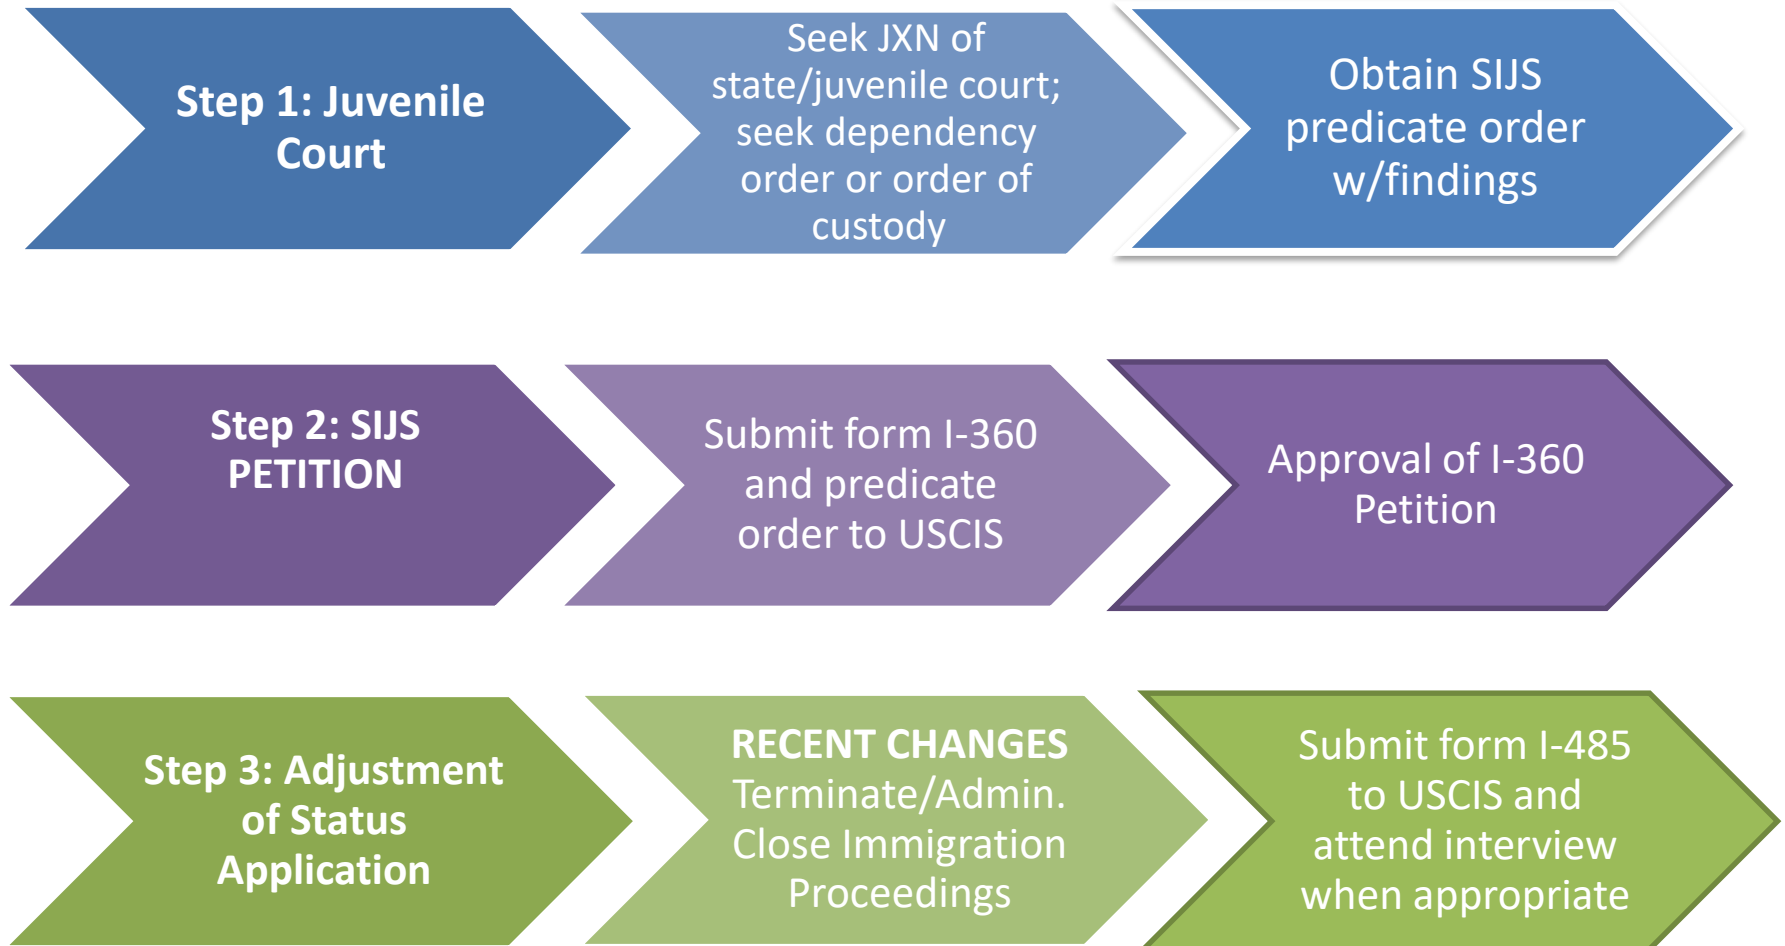 Step 1: Juvenile
Court
Seek JXN of
state/juvenile court;
seek dependency
order or order of
custody
Obtain SIJS
predicate order
w/findings
Step 2: SIJS
PETITION
Submit form I-360
and predicate
order to USCIS
Approval of I-360
Petition
Step 3: Adjustment
of Status
Application
RECENT CHANGES
Terminate/Admin.
Close Immigration
Proceedings
Submit form I-485
to USCIS and
attend interview
when appropriate